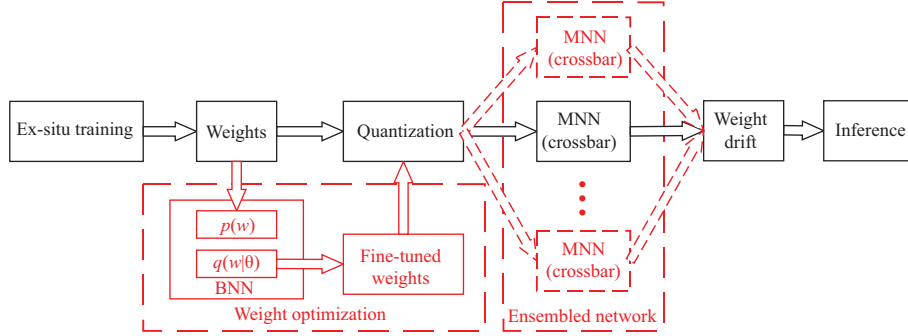 MNN
(crossbar)
Ex-situ training
Weights
Quantization
MNN
(crossbar)
Weight
drift
Inference
p(w)
q(w|θ)
BNN
Fine-tuned
weights
MNN
(crossbar)
Weight optimization
Ensembled network